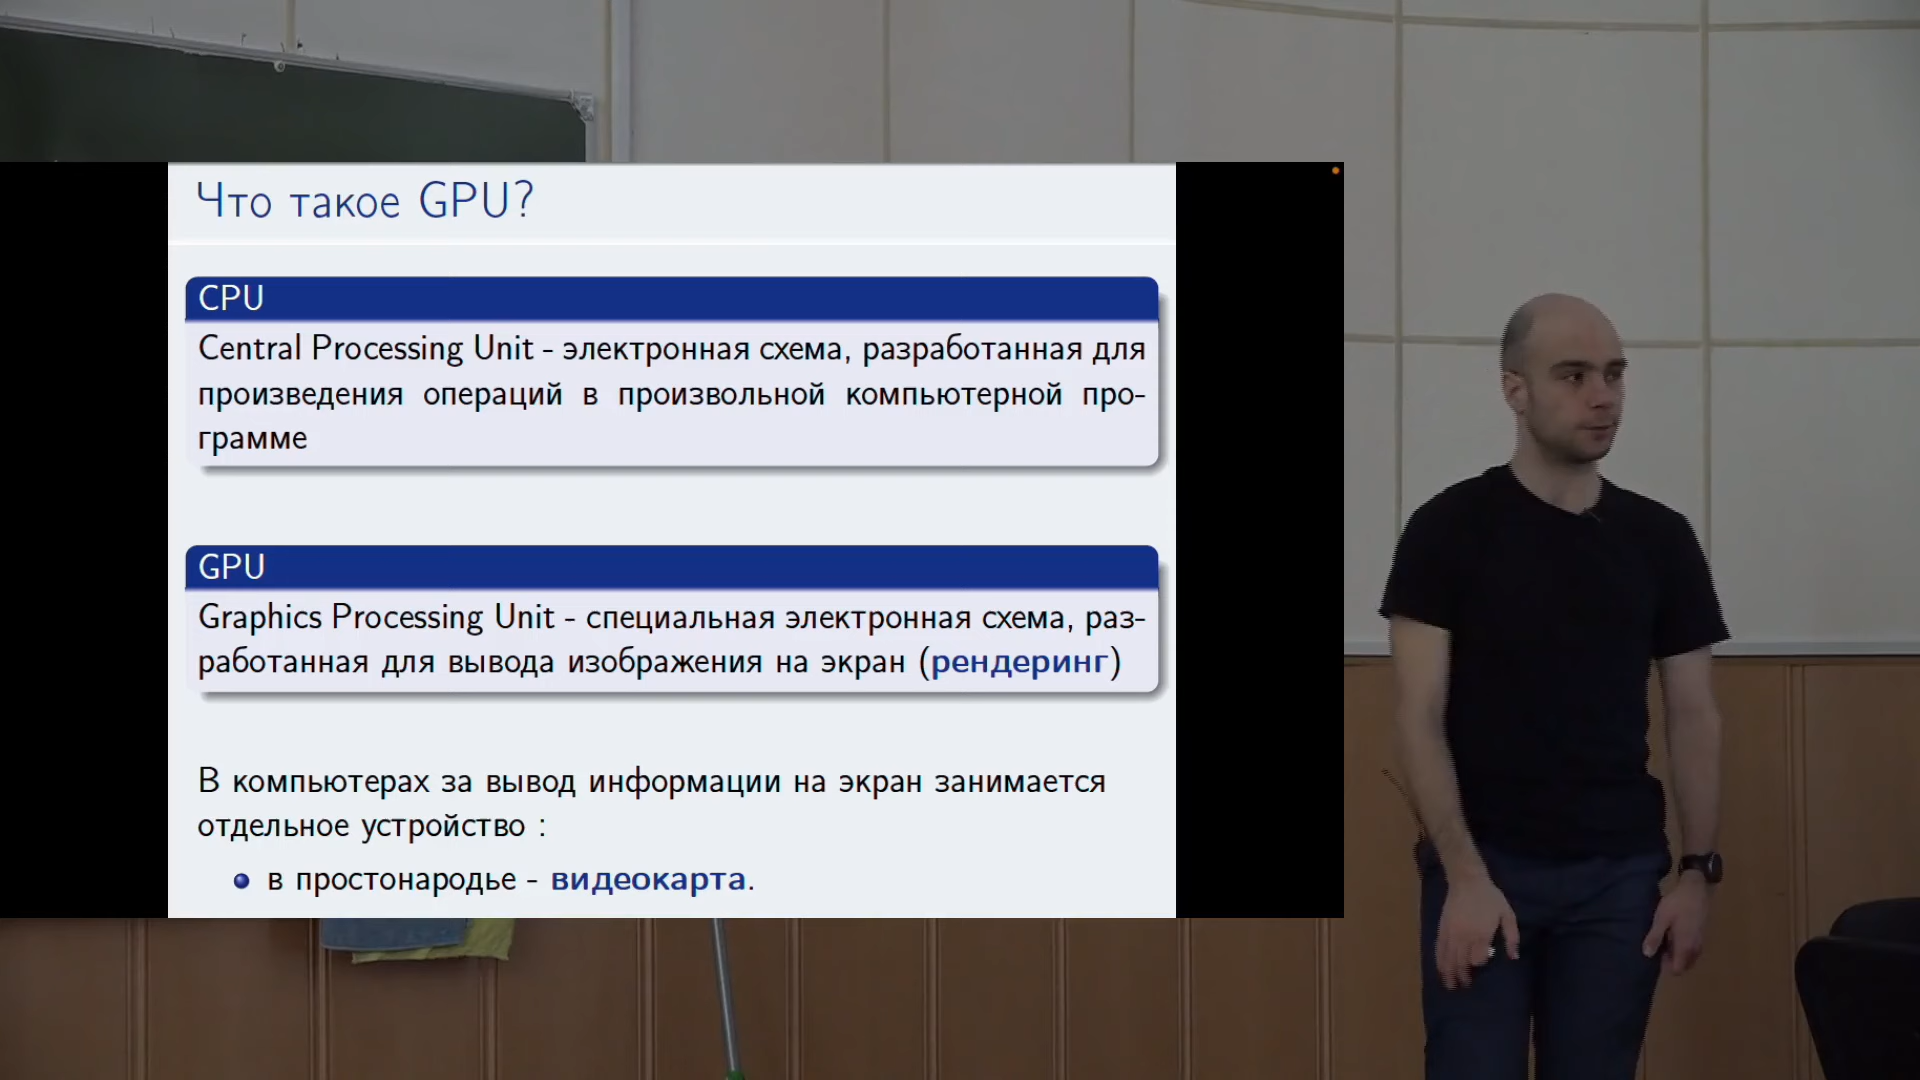 Что такое GPU?
CPU
Central Processing Unit - электронная схема, разработанная для
произведения операций в произвольной компьютерной про-
грамме
GPU
Graphics Processing Unit - специальная электронная схема, раз-
работанная для вывода изображения на экран (рендеринг)
В компьютерах за вывод информации на экран занимается
отдельное устройство :
в простонародье - видеокарта.